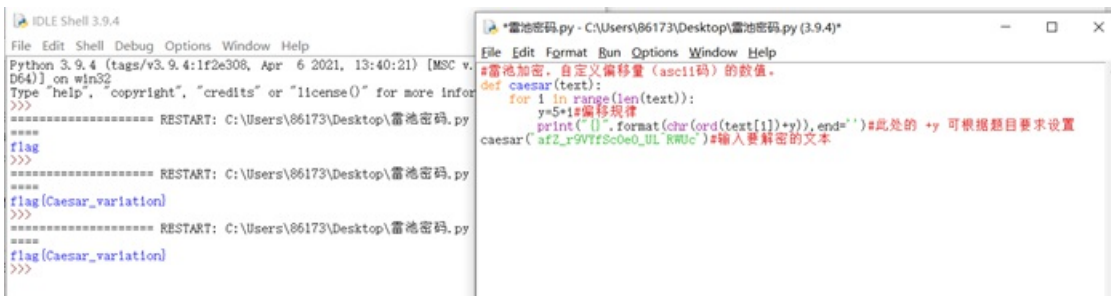 IDLE Shell 3.9.4
File Edit Shell Debug Options Window Help
Python 3.9.4 (tags/v3.9.4:1f2e308, Apr  6 2021, 13:40:21) [MSC v.
D64)] on win32
Type "help", "copyright", "credits" or "license()" for more infor
>>>
==================== RESTART: C:\Users\86173\Desktop\雷池密码.py
====
flag
>>>
==================== RESTART: C:\Users\86173\Desktop\雷池密码.py
====
flag{Caesar_variation}
>>>
==================== RESTART: C:\Users\86173\Desktop\雷池密码.py
====
flag{Caesar_variation}
>>>
*雷池密码.py - C:\Users\86173\Desktop\雷池密码.py (3.9.4)*
File Edit Format Run Options Window Help
#雷池加密，自定义偏移量（ascii码）的数值。
def caesar(text):
    for i in range(len(text)):
        y=5+i#偏移规律
        print("{}".format(chr(ord(text[i])+y)),end='')#此处的 +y 可根据题目要求设置
caesar('afZ_r9VYfScOeO_UL^RWUc')#输入要解密的文本